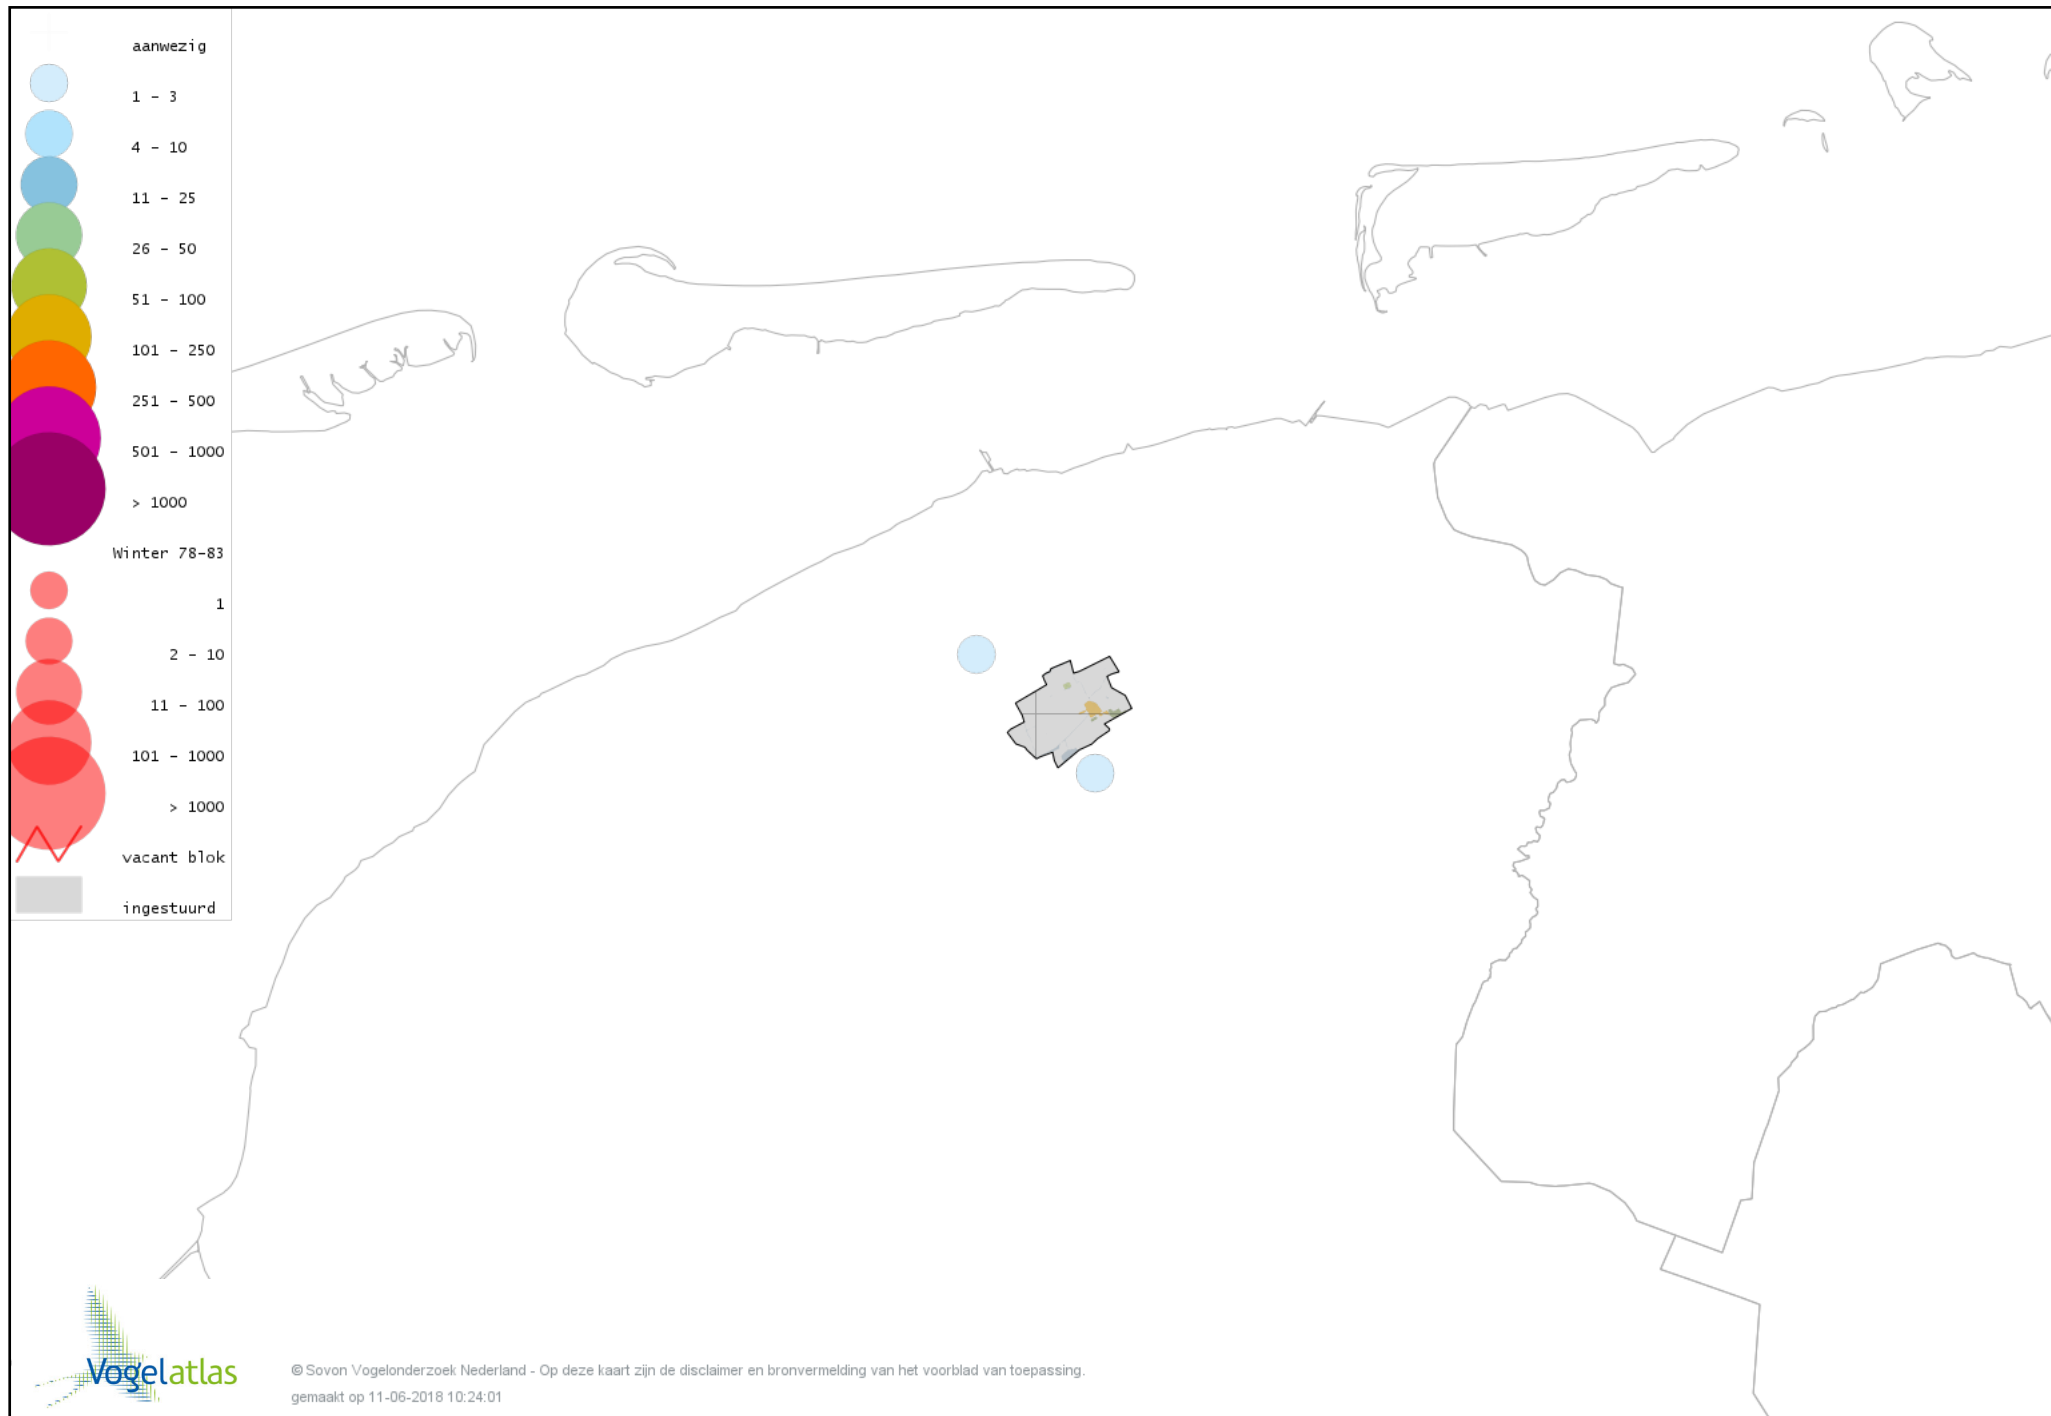 aanwezig
1 - 3
4 - 10
11 - 25
26 - 50
51 - 100
101 - 250
251 - 500
501 - 1000
> 1000
Winter 78-83
1
2 - 10
11 - 100
101 - 1000
> 1000
vacant blok
ingestuurd
Vogelatlas
© Sovon Vogelonderzoek Nederland - Op deze kaart zijn de disclaimer en bronvermelding van het voorblad van toepassing.
gemaakt op 11-06-2018 10:24:01